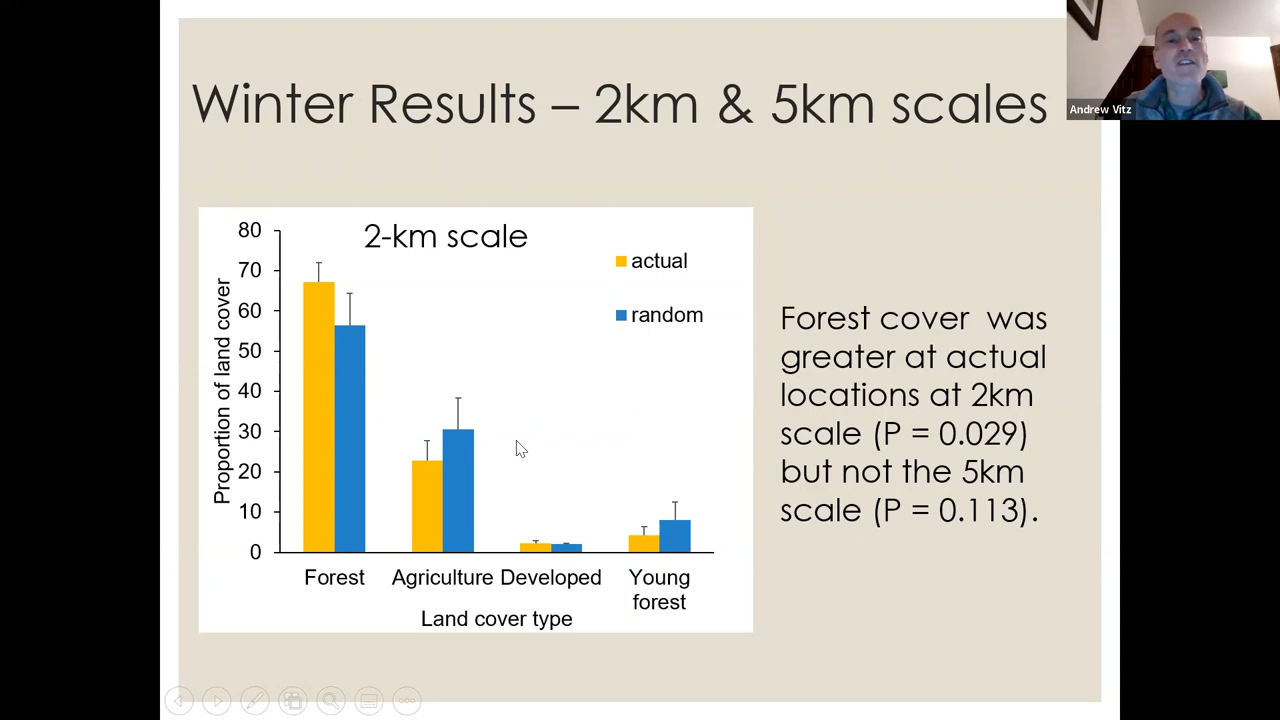 Winter Results – 2km & 5km scales
Andrew Vitz
2-km scale
actual
random
Proportion of land cover
80
70
60
50
40
30
20
10
0
Forest
Agriculture
Developed
Young
forest
Land cover type
Forest cover was
greater at actual
locations at 2km
scale (P = 0.029)
but not the 5km
scale (P = 0.113).